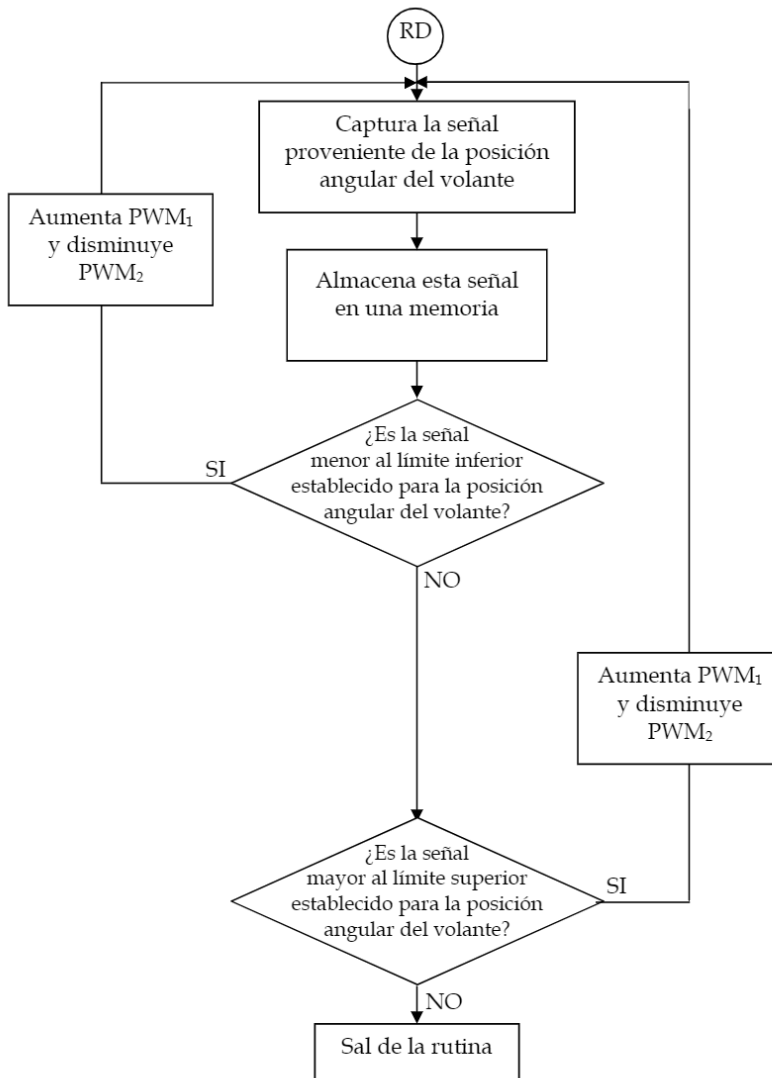 RD
Captura la señal
proveniente de la posición
angular del volante
Aumenta PWM₁
y disminuye
PWM₂
Almacena esta señal
en una memoria
¿Es la señal
menor al límite inferior
establecido para la posición
angular del volante?
SI
NO
Aumenta PWM₁
y disminuye
PWM₂
¿Es la señal
mayor al límite superior
establecido para la posición
angular del volante?
SI
NO
Sal de la rutina